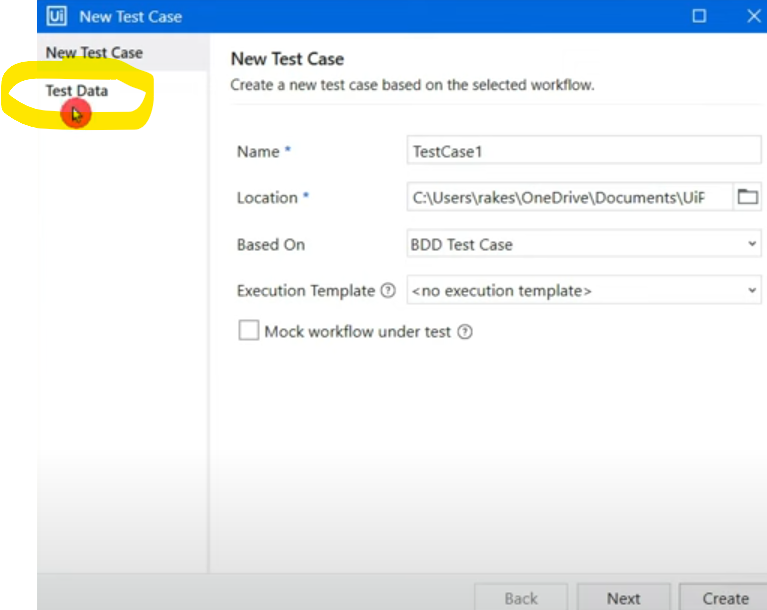 Ui New Test Case
New Test Case
Test Data
New Test Case
Create a new test case based on the selected workflow.
Name *
TestCase1
Location *
C:\Users\rakes\OneDrive\Documents\UiP
Based On
BDD Test Case
Execution Template ?
<no execution template>
Mock workflow under test ?
Back
Next
Create